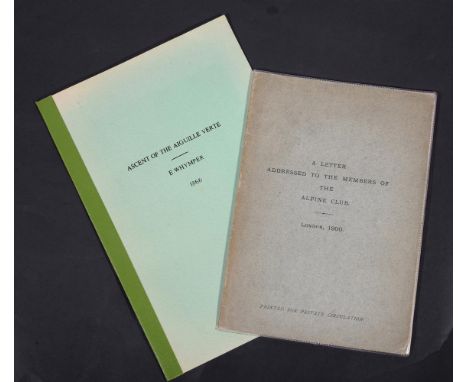 ASCENT OF THE AIGUILLE VERTE
E WHYMPER
A LETTER
ADDRESSED TO THE MEMBERS OF
THE
ALPINE CLUB.
LONDON, 1900.
PRINTED FOR PRIVATE CIRCULATION